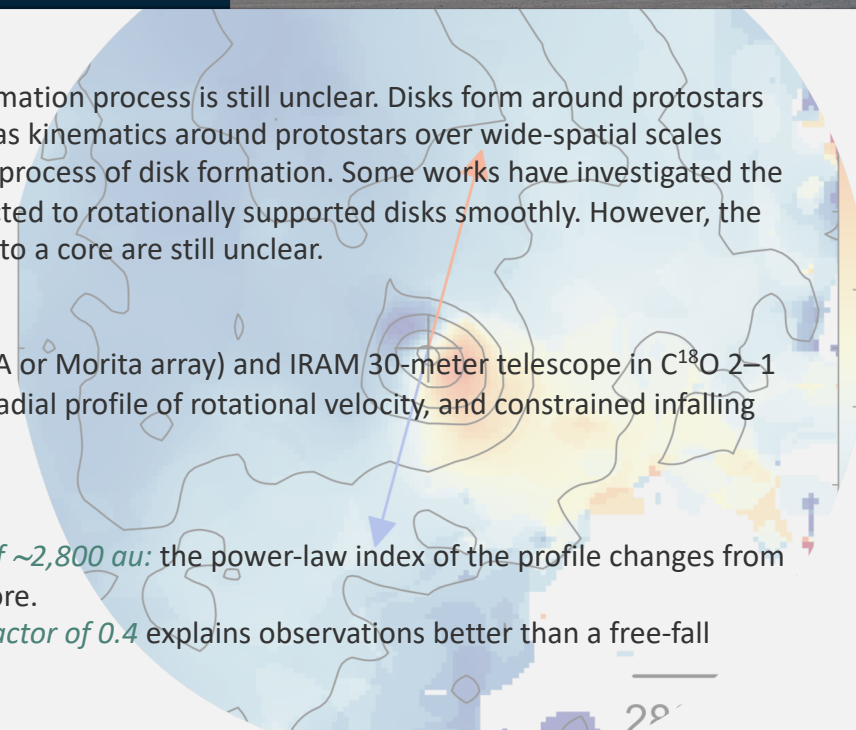 mation process is still unclear. Disks form around protostars
as kinematics around protostars over wide-spatial scales
process of disk formation. Some works have investigated the
cted to rotationally supported disks smoothly. However, the
to a core are still unclear.
A or Morita array) and IRAM 30-meter telescope in C¹⁸O 2–1
adial profile of rotational velocity, and constrained infalling
f ~2,800 au: the power-law index of the profile changes from
ore.
actor of 0.4 explains observations better than a free-fall